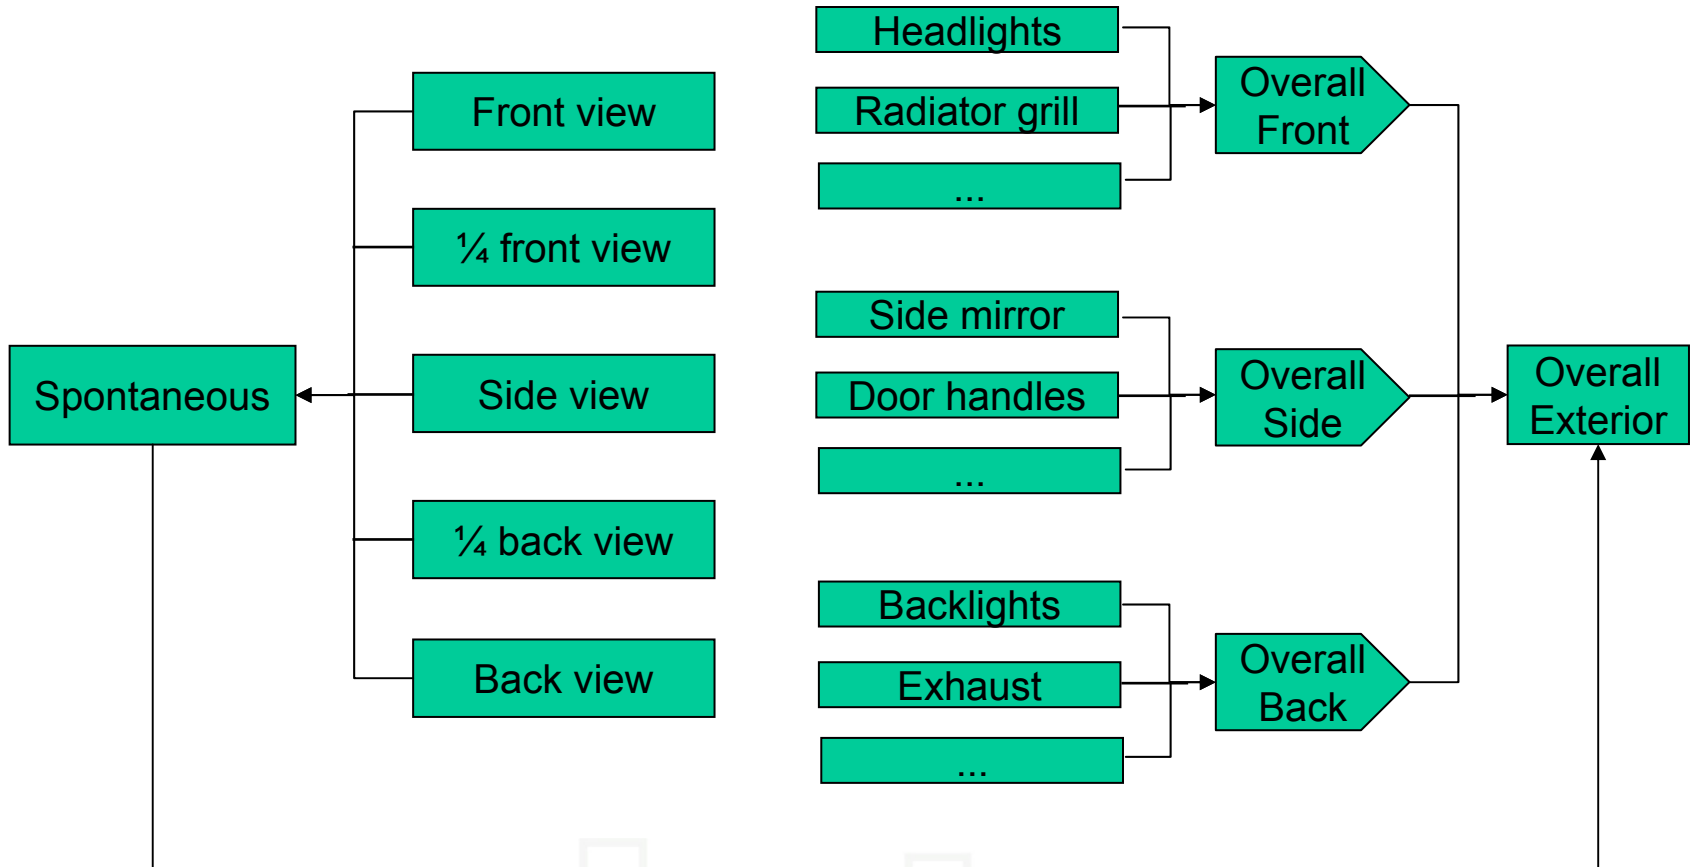 Spontaneous
Front view
¼ front view
Side view
¼ back view
Back view
Headlights
Radiator grill
...
Side mirror
Door handles
...
Backlights
Exhaust
...
Overall
Front
Overall
Side
Overall
Back
Overall
Exterior